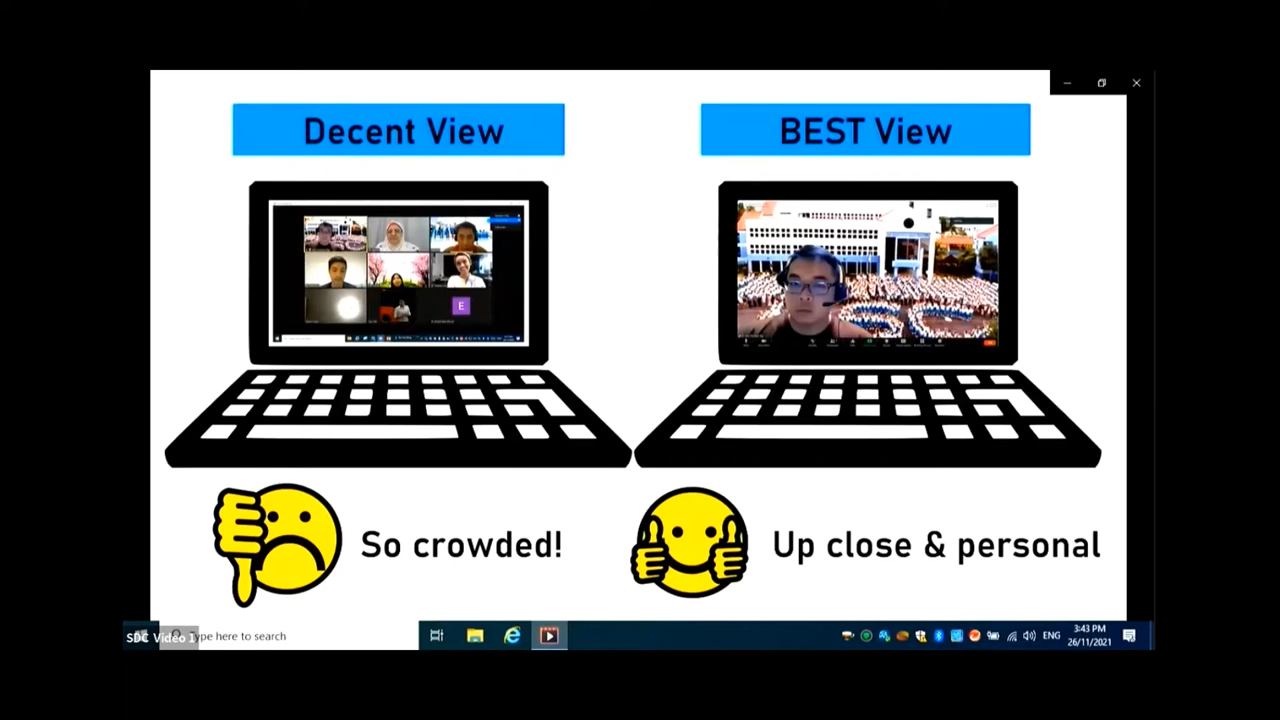 Decent View
BEST View
E
SC
So crowded!
Up close & personal
SDC Video 1
Type here to search
ENG
3:43 PM
26/11/2021